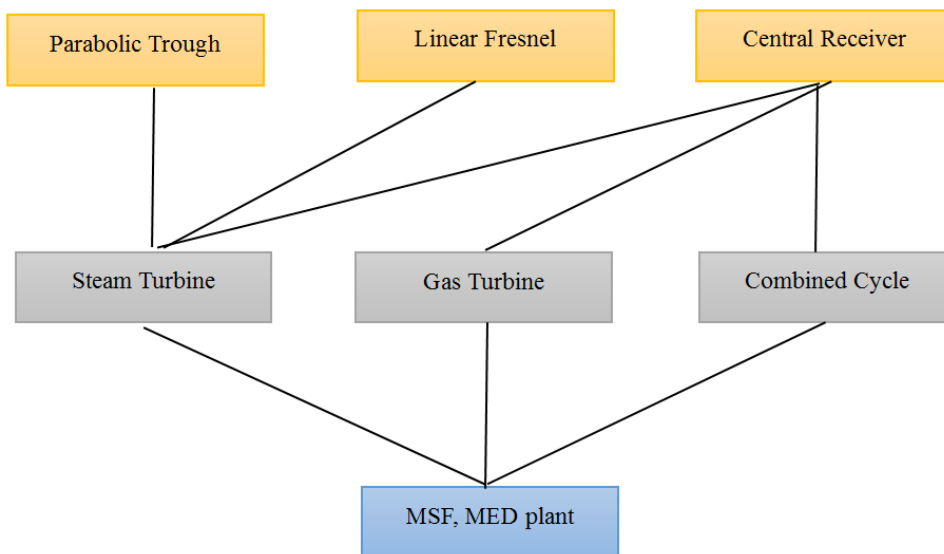 Parabolic Trough
Linear Fresnel
Central Receiver
Steam Turbine
Gas Turbine
Combined Cycle
MSF, MED plant